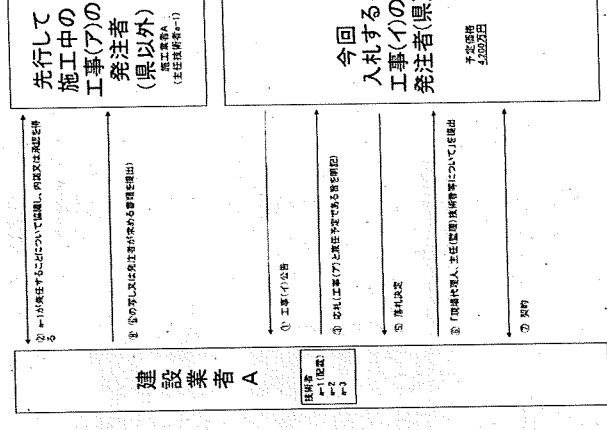 先行して
施工中の
工事(ア)の
発注者
(県以外)
施工業者A
(主任技術者a-1)
② a-1が兼任することについて協議し、内諾又は承認を得
る
⑧ ⑥の写し又は発注者が求める書類を提出)
今回
入札する
工事(イ)の
発注者(県
予定価格
4,200万円
① 工事(イ)公告
③ 応札(工事(ア)と兼任予定である旨を明記)
⑤ 落札決定
⑥ 「現場代理人、主任(監理)技術者等について」を提出
⑦ 契約
建設業者A
技術者
a-1(配置)
a-2
a-3